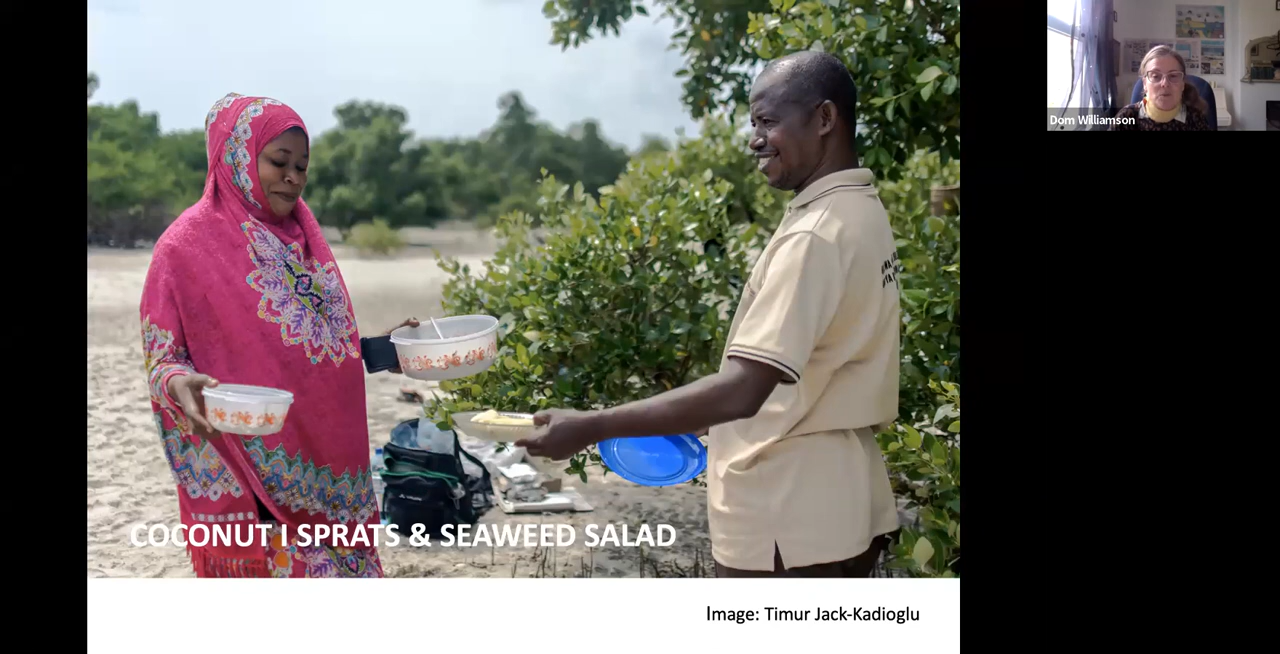 Dom Williamson
COCONUT I SPRATS & SEAWEED SALAD
Image: Timur Jack-Kadioglu